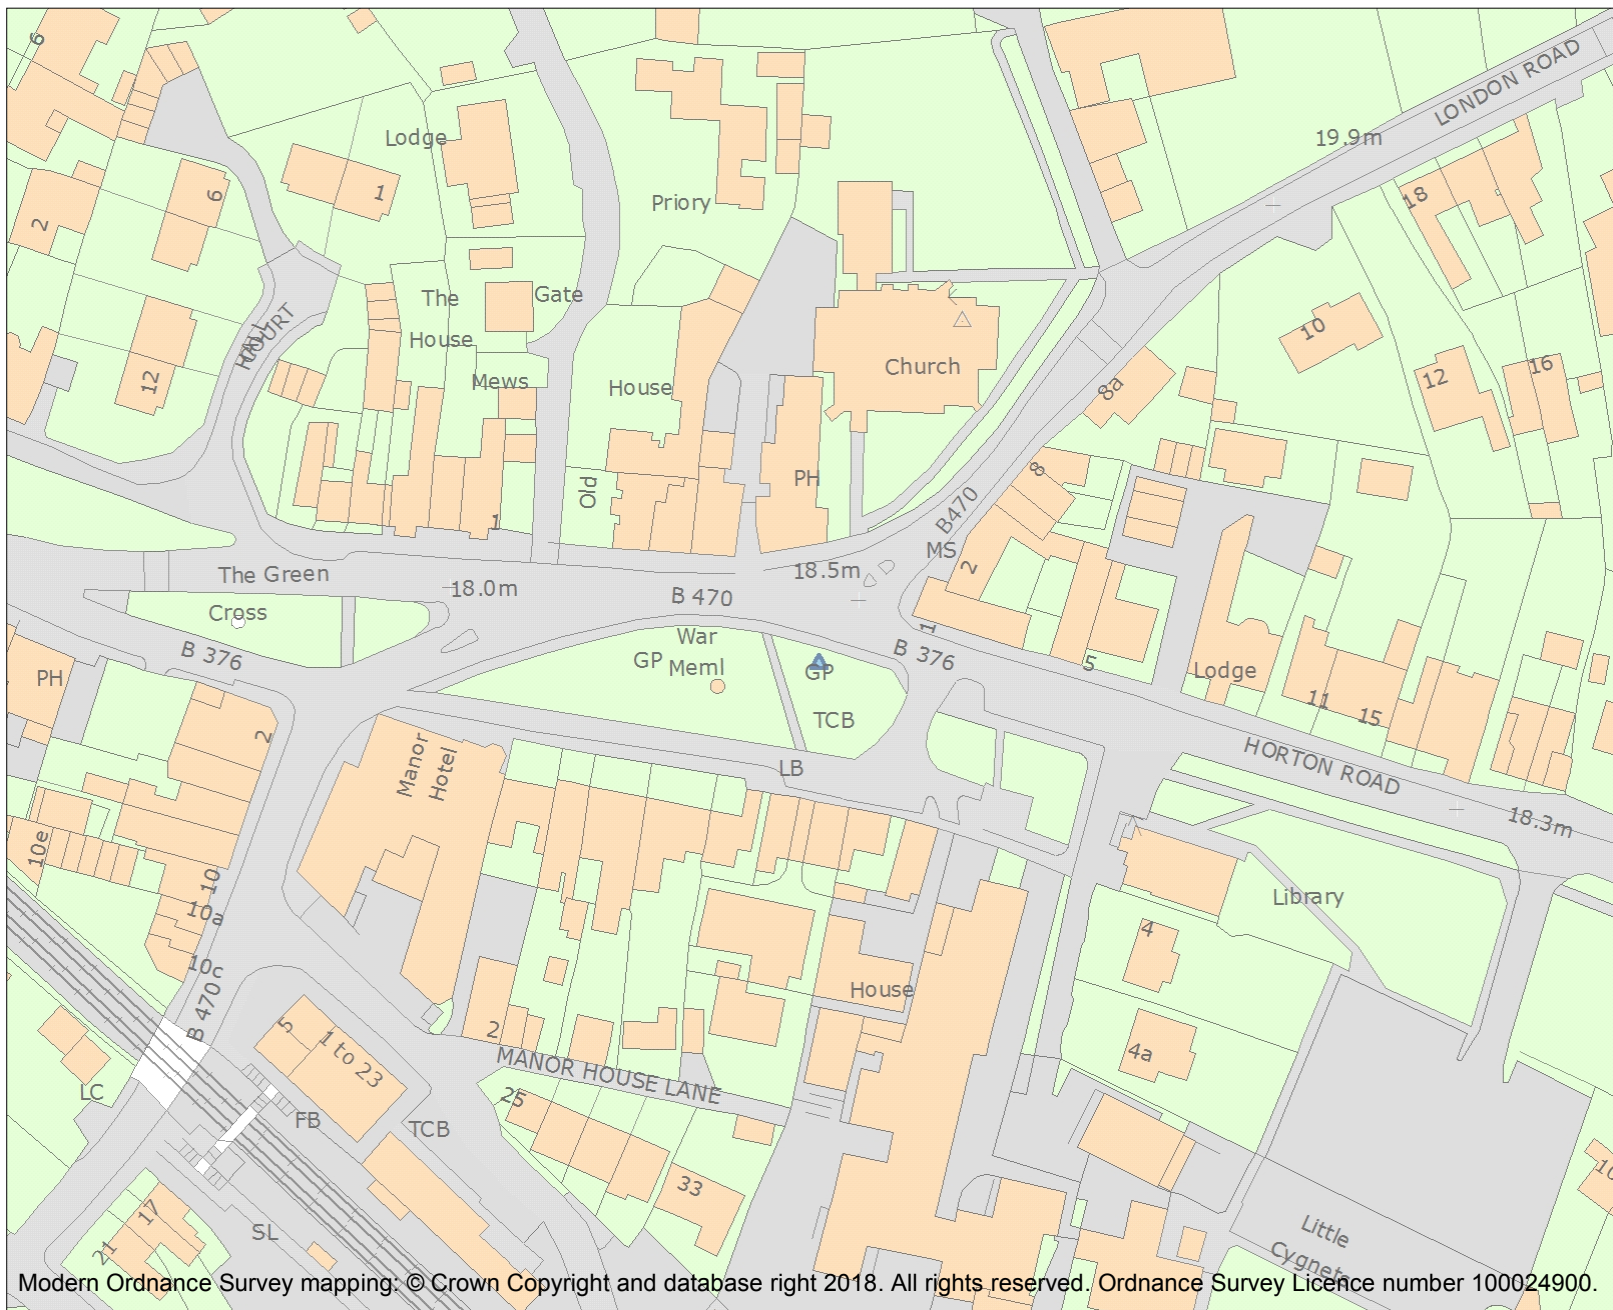 6
LONDON ROAD
19.9m
Lodge
1
6
2
18
Priory
The
Gate
House
HALL
COURT
10
Church
12
16
12
Mews
House
8a
PH
8
Old
1
B470
MS
2
18.5m
The Green
18.0m
B 470
Cross
War
Meml
GP
GP
1
B 376
B 376
5
PH
Lodge
11
15
TCB
2
Manor
Hotel
LB
HORTON ROAD
18.3m
10e
10
10a
Library
4
10c
B 470
House
5
1 to 23
2
MANOR HOUSE LANE
4a
LC
25
FB
TCB
33
17
SL
21
Little
Cygnets
Modern Ordnance Survey mapping: © Crown Copyright and database right 2018. All rights reserved. Ordnance Survey Licence number 100024900.